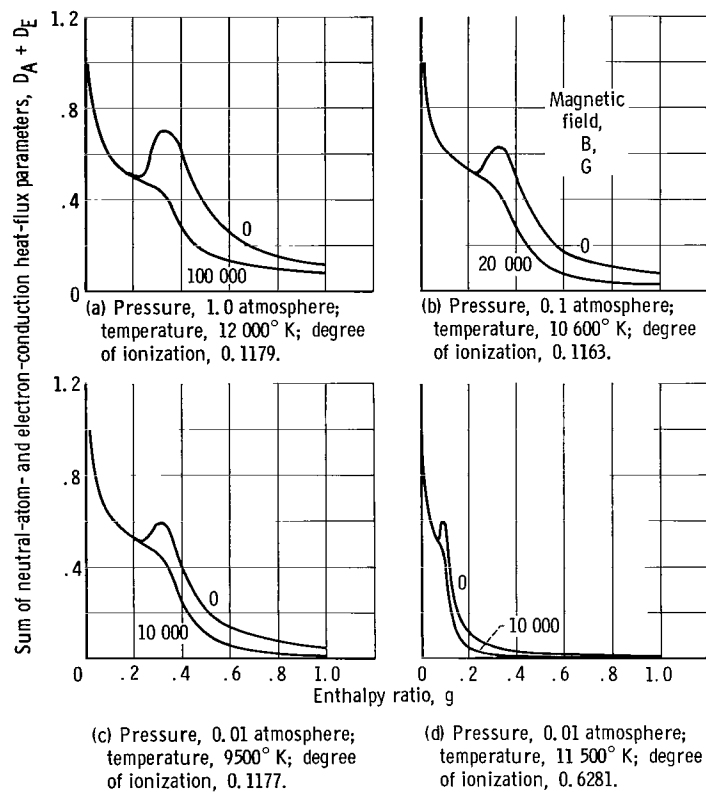 Sum of neutral-atom- and electron-conduction heat-flux parameters, D_A + D_E
1.2
.8
.4
0
0
100 000
(a) Pressure, 1.0 atmosphere;
temperature, 12 000° K; degree
of ionization, 0.1179.
Magnetic
field,
B,
G
0
20 000
(b) Pressure, 0.1 atmosphere;
temperature, 10 600° K; degree
of ionization, 0.1163.
1.2
.8
.4
0
0
10 000
0 .2 .4 .6 .8 1.0
0
10 000
0 .2 .4 .6 .8 1.0
Enthalpy ratio, g
(c) Pressure, 0.01 atmosphere;
temperature, 9500° K; degree
of ionization, 0.1177.
(d) Pressure, 0.01 atmosphere;
temperature, 11 500° K; degree
of ionization, 0.6281.